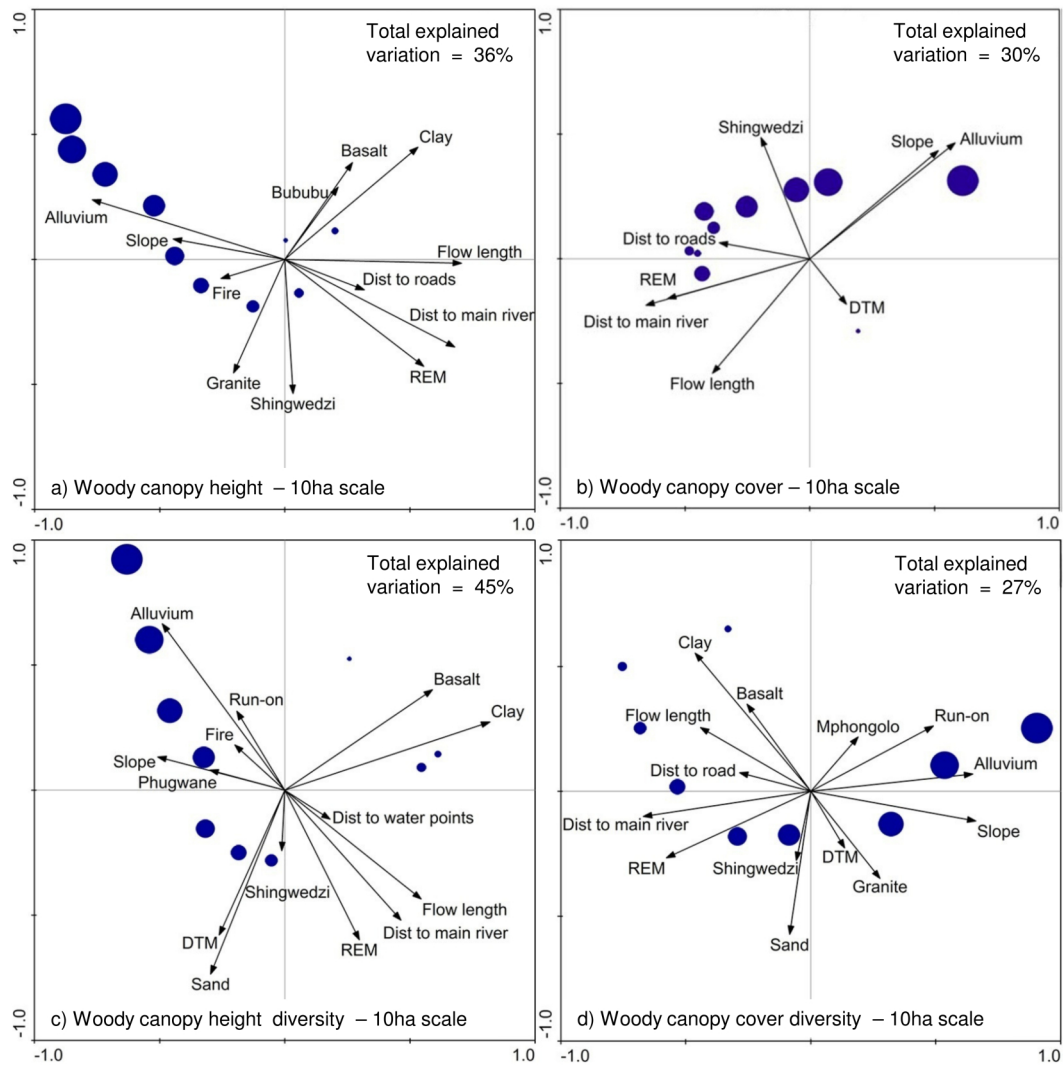 1.0
Total explained
variation = 36%
Clay
Basalt
Bububu
Alluvium
Slope
Flow length
Dist to roads
Fire
Dist to main river
REM
Granite
Shingwedzi
a) Woody canopy height – 10ha scale
-1.0
-1.0
1.0
1.0
Total explained
variation = 30%
Shingwedzi
Slope
Alluvium
Dist to roads
REM
DTM
Dist to main river
Flow length
b) Woody canopy cover – 10ha scale
-1.0
-1.0
1.0
1.0
Total explained
variation = 45%
Alluvium
Run-on
Basalt
Clay
Fire
Slope
Phugwane
Dist to water points
Shingwedzi
Flow length
Dist to main river
DTM
REM
Sand
c) Woody canopy height diversity – 10ha scale
-1.0
-1.0
1.0
1.0
Total explained
variation = 27%
Clay
Basalt
Flow length
Mphongolo
Run-on
Dist to road
Alluvium
Dist to main river
Slope
REM
Shingwedzi
DTM
Granite
Sand
d) Woody canopy cover diversity – 10ha scale
-1.0
-1.0
1.0